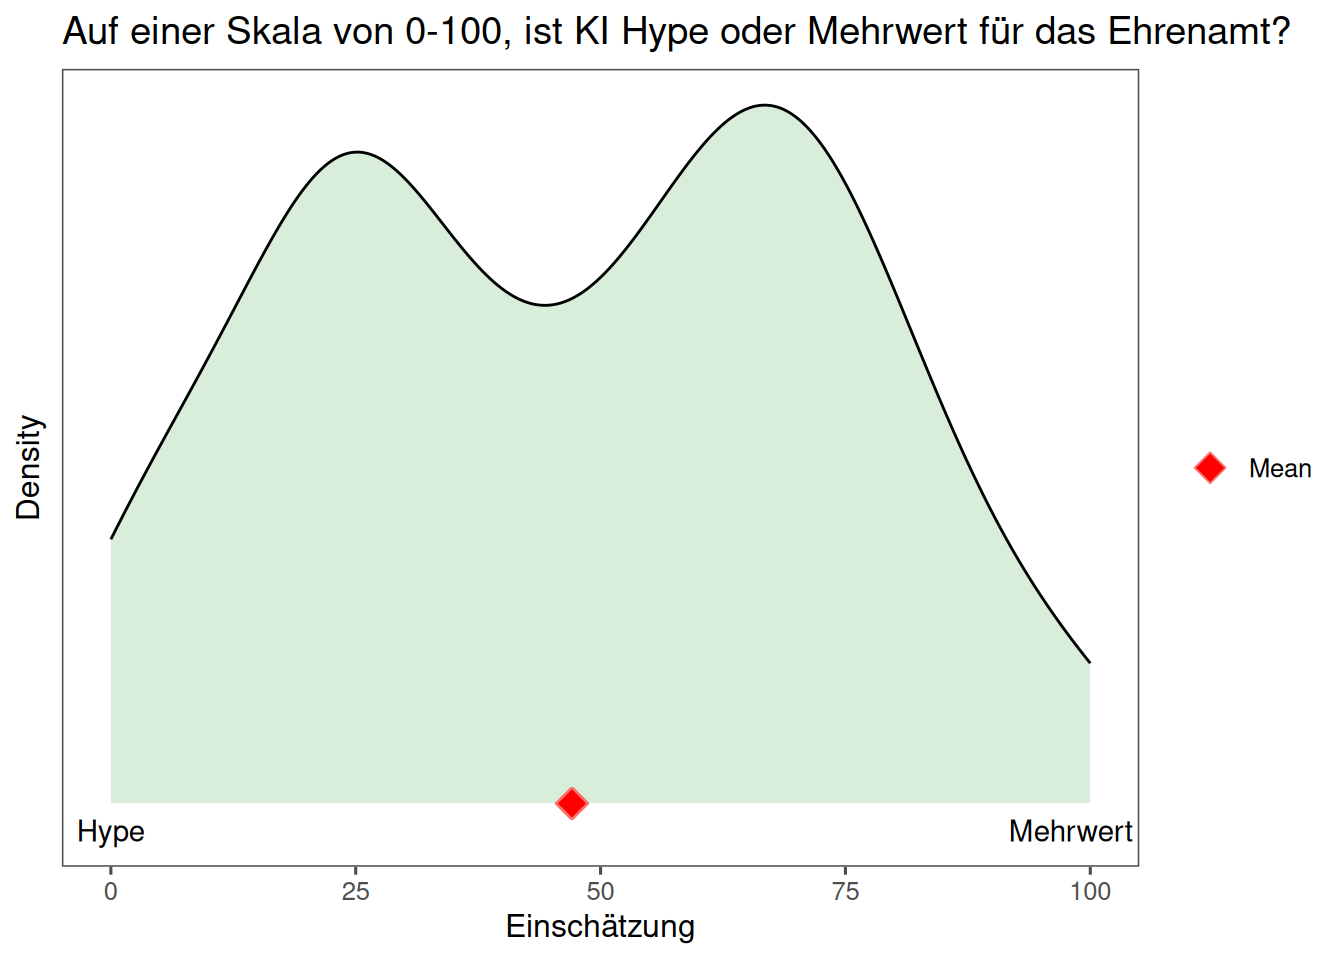 Auf einer Skala von 0-100, ist KI Hype oder Mehrwert für das Ehrenamt?
Density
Mean
Hype
Mehrwert
0
25
50
75
100
Einschätzung